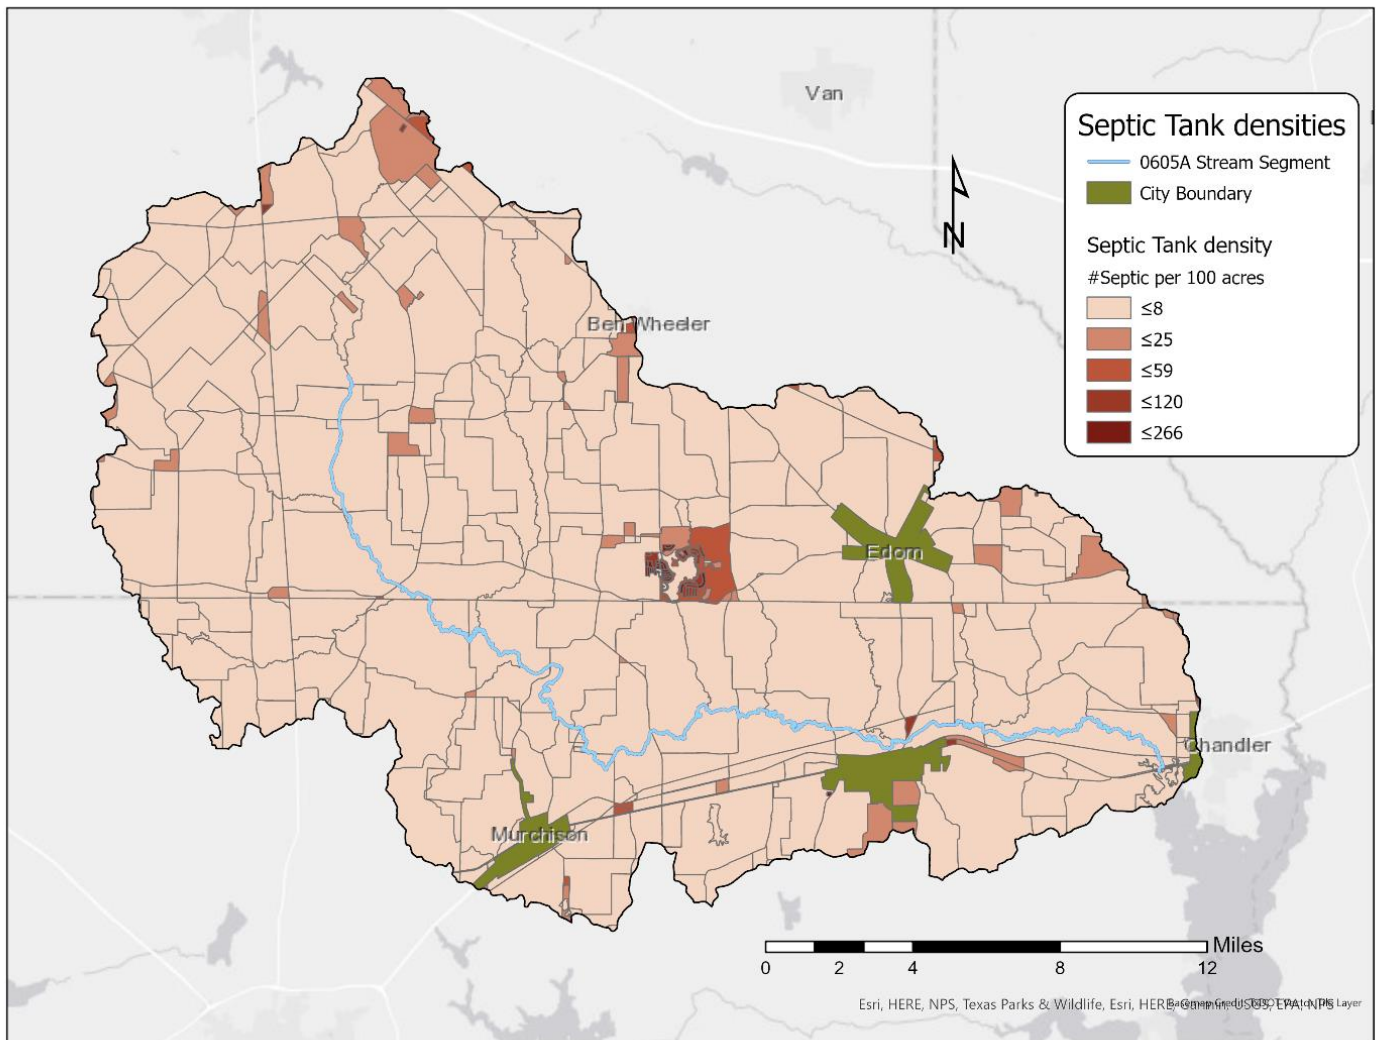 Van
Septic Tank densities
0605A Stream Segment
City Boundary
N
Septic Tank density
#Septic per 100 acres
≤8
≤25
≤59
≤120
≤266
Ben Wheeler
Edom
Chandler
Murchison
Miles
0 2 4 8 12
Esri, HERE, NPS, Texas Parks & Wildlife, Esri, HERE, Garmin, USGS, EPA, NPS
Layer